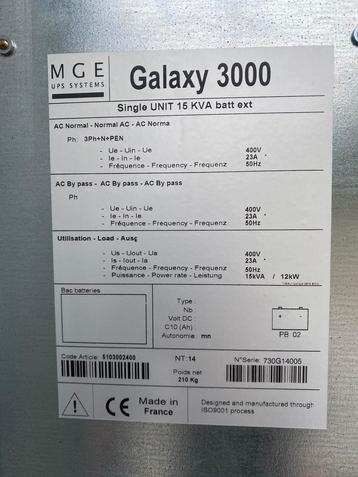 MGE
UPS SYSTEMS
Galaxy 3000
Single UNIT 15 KVA batt ext
AC Normal - Normal AC - AC Norma
Ph: 3Ph+N+PEN
- Ue - Uin - Ue 400V
- Ie - In - Ie 23A
- Fréquence - Frequency - Frequenz 50Hz
AC By pass - AC By pass - AC By pass
Ph
- Ue - Uin - Ue 400V
- Ie - In - Ie 23A
- Fréquence - Frequency - Frequenz 50Hz
Utilisation - Load - Ausg
- Us - Uout - Ua 400V
- Is - Iout - Ia 23A
- Fréquence - Frequency - Frequenz 50Hz
- Puissance - Power rate - Leistung 15kVA / 12kW
Bac batteries
Type
Nb
Volt DC
C10 (Ah)
Autonomie mn
+ -
PB 02
Code Article 5103002400
NT:14
N°Serie: 730G14005
Poids net
210 Kg
CE Made in
France
Designed and manufactured through
ISO9001 process